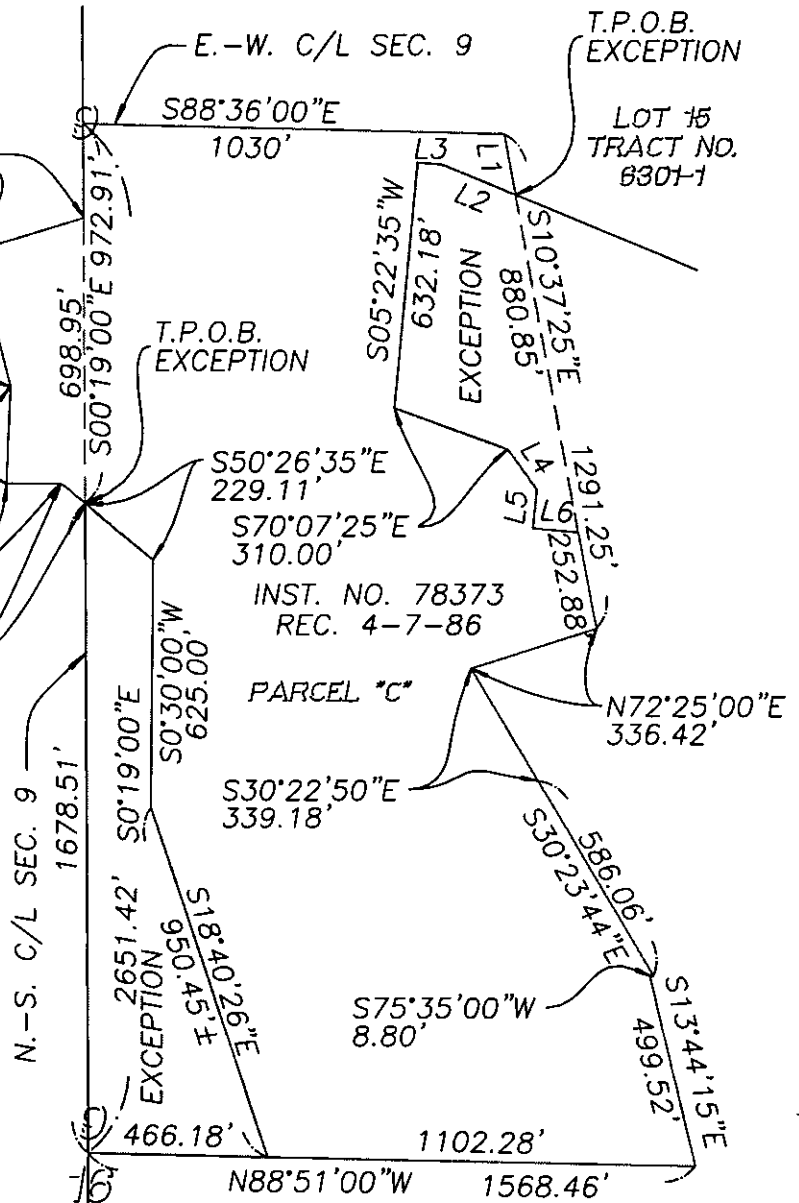 E.-W. C/L SEC. 9
T.P.O.B.
EXCEPTION
LOT 15
TRACT NO.
6301-1
S88°36'00"E
1030'
L3
L1
L2
S00°19'00"E 972.91'
698.95'
S05°22'35"W
632.18'
EXCEPTION
S10°37'25"E
880.85'
T.P.O.B.
EXCEPTION
S50°26'35"E
229.11'
S70°07'25"E
310.00'
L4
L5
L6
1291.25'
252.88'
INST. NO. 78373
REC. 4-7-86
PARCEL "C"
N72°25'00"E
336.42'
S0°19'00"E
S0°30'00"W
625.00'
N.-S. C/L SEC. 9
1678.51'
S30°22'50"E
339.18'
586.06'
S30°23'44"E
2651.42'
EXCEPTION
S18°40'26"E
950.45'±
S75°35'00"W
8.80'
S13°44'15"E
499.52'
466.18'
1102.28'
N88°51'00"W
1568.46'